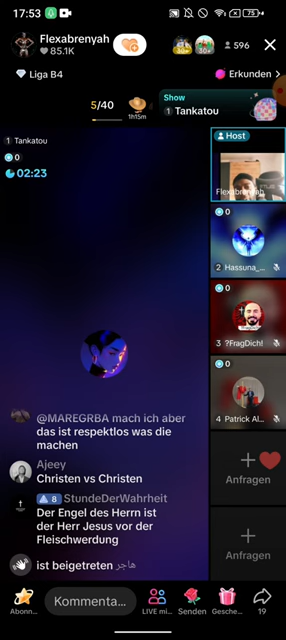 17:53
75
Flexabrenyah
85.1K
30+
30+
596
Liga B4
Erkunden >
5/40
1h15m
Show
1 Tankatou
1 Tankatou
0
02:23
Host
Flexabrenyah
0
2 Hassuna_...
0
3 ?FragDich!
0
4 Patrick Al...
Anfragen
Anfragen
@MAREGRBA mach ich aber
das ist respektlos was die
machen
Ajeey
Christen vs Christen
8 StundeDerWahrheit
Der Engel des Herrn ist
der Herr Jesus vor der
Fleischwerdung
ist beigetreten هاجر
Abonn...
Kommenta...
LIVE mi...
Senden
Gesche...
19